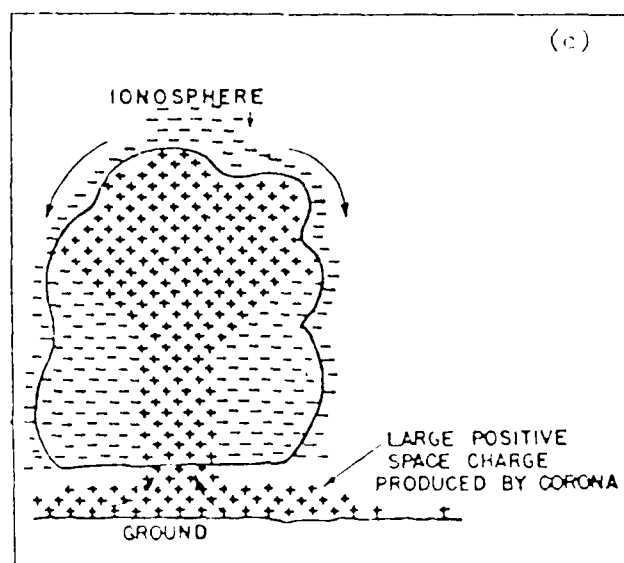 (c)
IONOSPHERE
LARGE POSITIVE
SPACE CHARGE
PRODUCED BY CORONA
GROUND